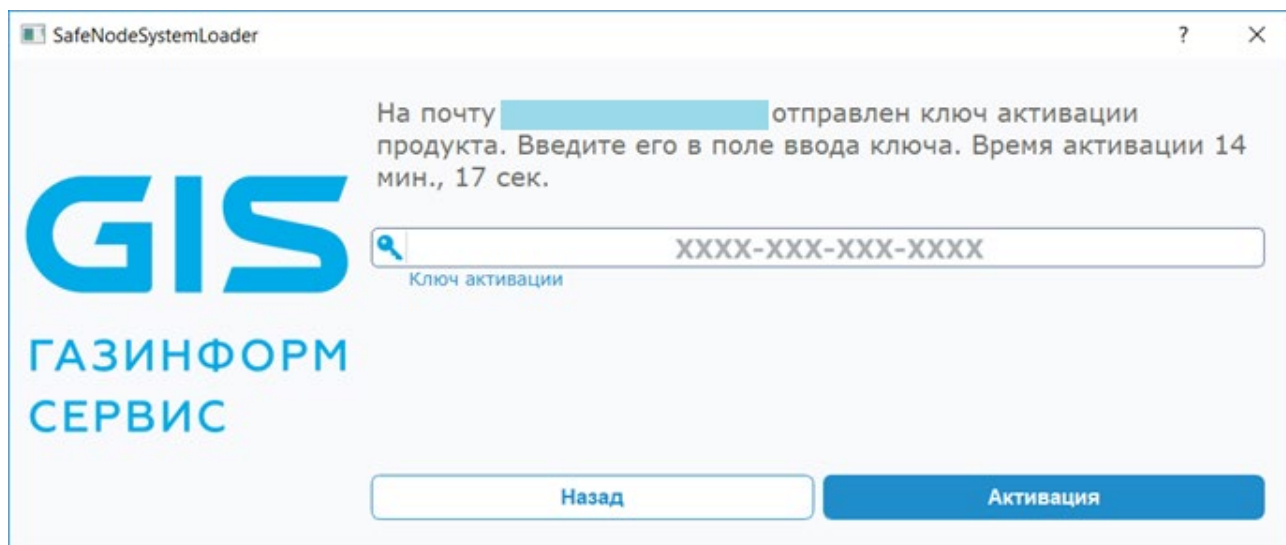 SafeNodeSystemLoader ? ×
На почту отправлен ключ активации
продукта. Введите его в поле ввода ключа. Время активации 14
мин., 17 сек.
GIS
ГАЗИНФОРМ
СЕРВИС
XXXX-XXX-XXX-XXXX
Ключ активации
Назад Активация